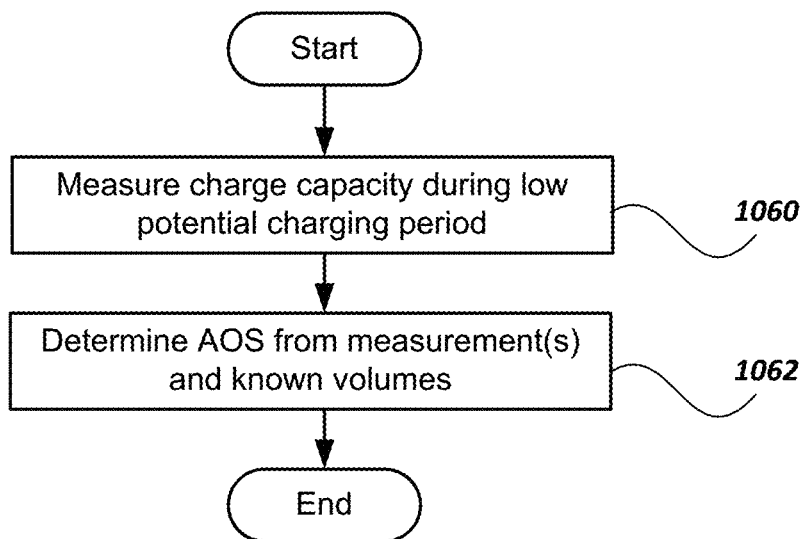 Start
Measure charge capacity during low
potential charging period
1060
Determine AOS from measurement(s)
and known volumes
1062
End